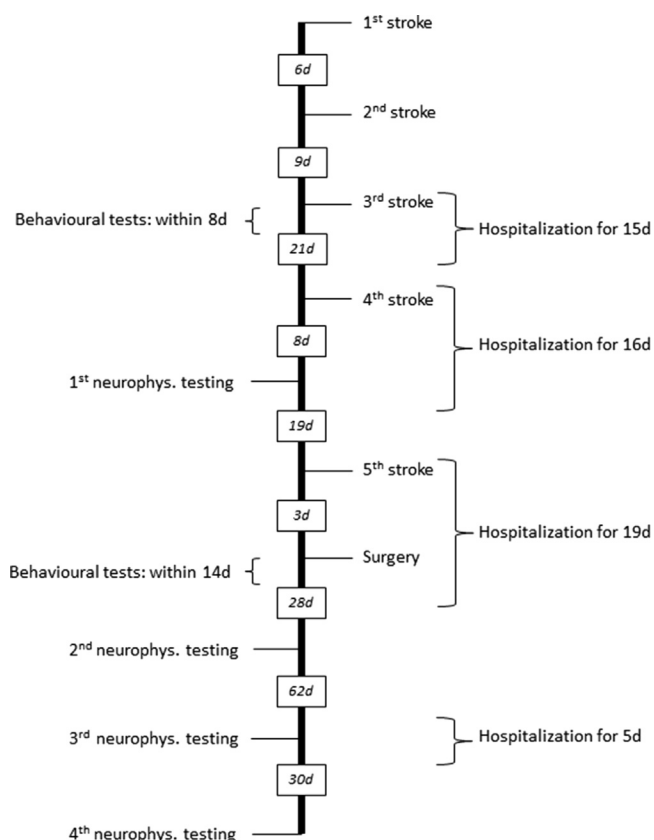 1st stroke
6d
2nd stroke
9d
3rd stroke
Behavioural tests: within 8d
Hospitalization for 15d
21d
4th stroke
8d
Hospitalization for 16d
1st neurophys. testing
19d
5th stroke
3d
Hospitalization for 19d
Surgery
Behavioural tests: within 14d
28d
2nd neurophys. testing
62d
3rd neurophys. testing
Hospitalization for 5d
30d
4th neurophys. testing